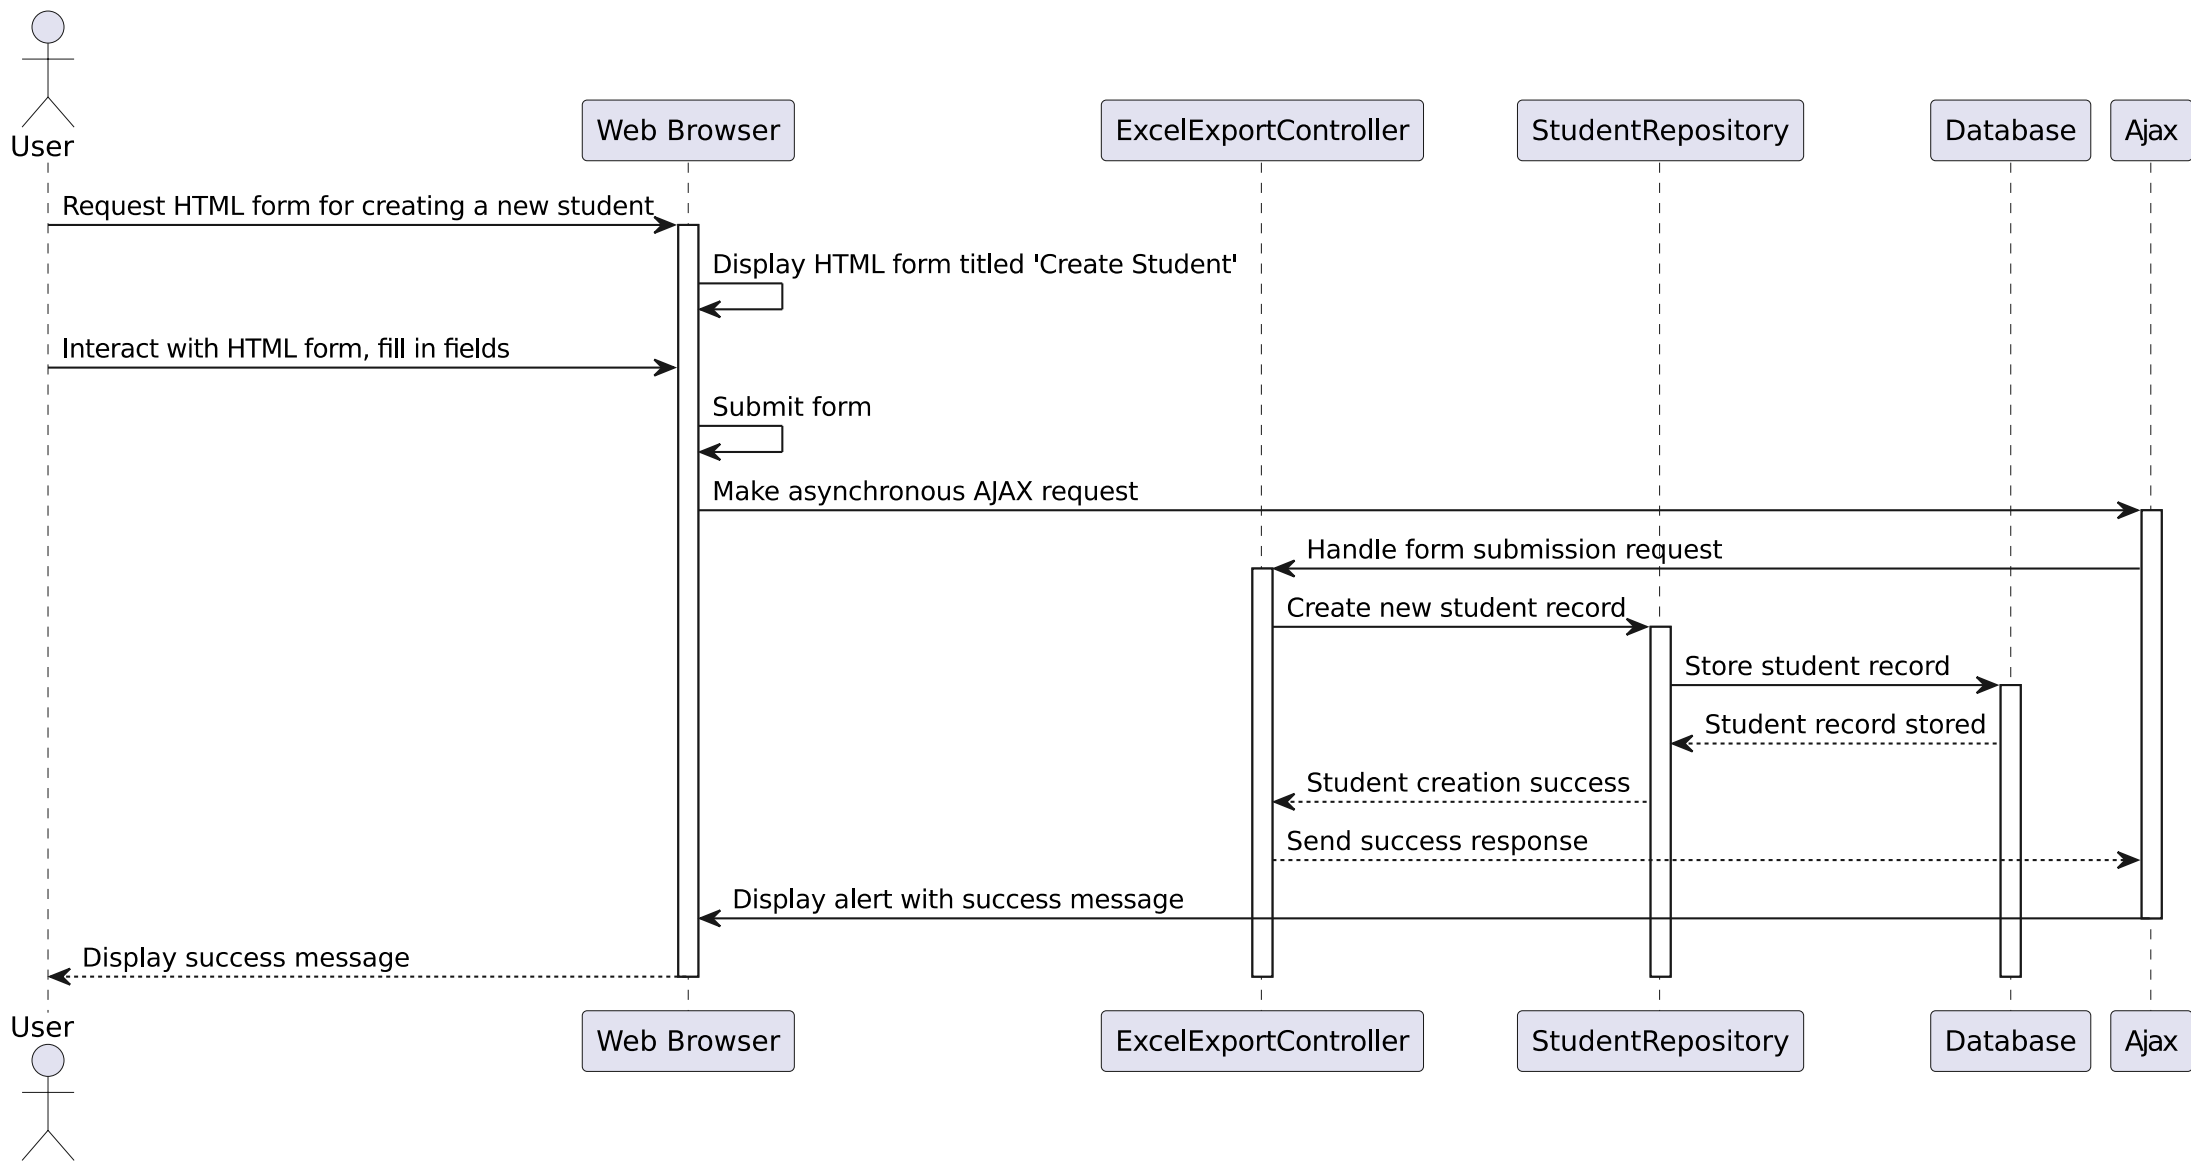 User
Web Browser
ExcelExportController
StudentRepository
Database
Ajax
Request HTML form for creating a new student
Display HTML form titled 'Create Student'
Interact with HTML form, fill in fields
Submit form
Make asynchronous AJAX request
Handle form submission request
Create new student record
Store student record
Student record stored
Student creation success
Send success response
Display alert with success message
Display success message
User
Web Browser
ExcelExportController
StudentRepository
Database
Ajax